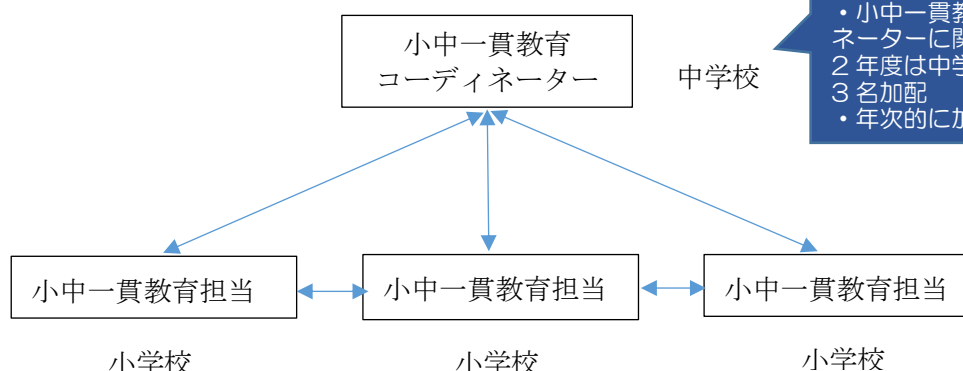 ・小中一貫教
ネーターに関
２年度は中学
３名加配
・年次的に加
小中一貫教育
コーディネーター
中学校
小中一貫教育担当
小中一貫教育担当
小中一貫教育担当
小学校
小学校
小学校